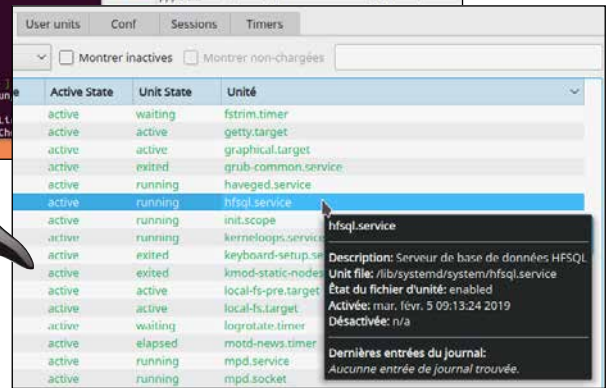 User units Conf Sessions Timers
Montrer inactives Montrer non-chargées
e Active State Unit State Unité
active waiting fstrim.timer
active active getty.target
active active graphical.target
active exited grub-common.service
active running haveged.service
active running hfsql.service
active running init.scope
active running kerneloops.service
active exited keyboard-setup.se
active exited kmod-static-nodes
active active local-fs-pre.target
active active local-fs.target
active waiting logrotate.timer
active elapsed motd-news.timer
active running mpd.service
active running mpd.socket
hfsql.service
Description: Serveur de base de données HFSQL
Unit file: /lib/systemd/system/hfsql.service
État du fichier d'unité: enabled
Activée: mar. févr. 5 09:13:24 2019
Désactivée: n/a
Dernières entrées du journal:
Aucunne entrée de journal trouvée.